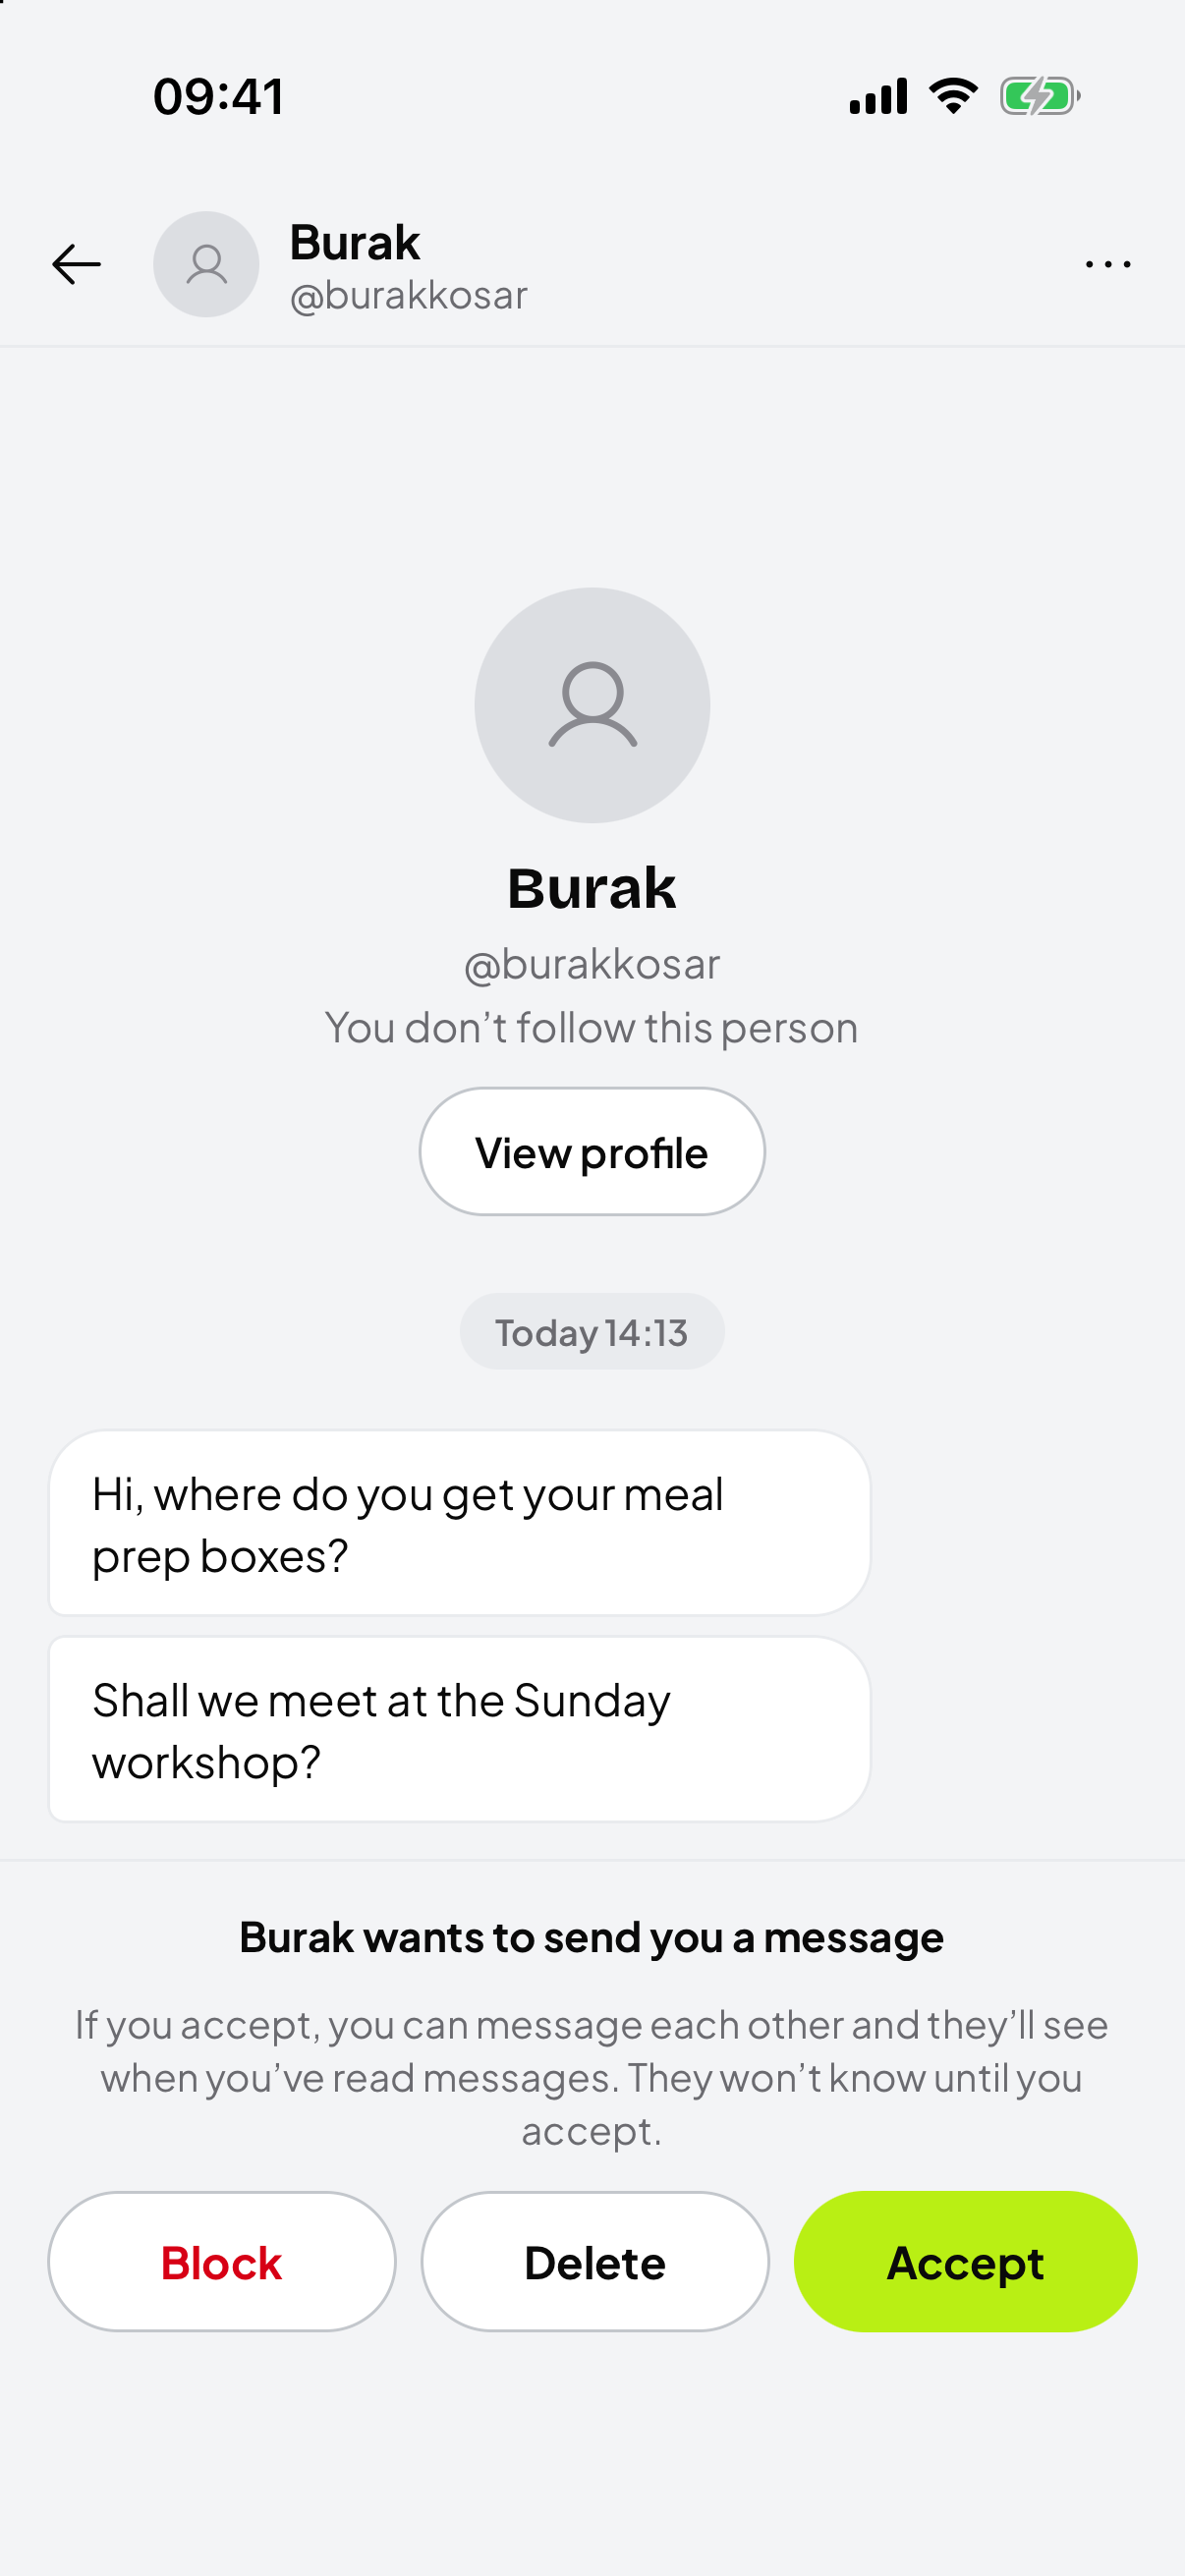 09:41
Burak
@burakkosar
Burak
@burakkosar
You don’t follow this person
View profile
Today 14:13
Hi, where do you get your meal
prep boxes?
Shall we meet at the Sunday
workshop?
Burak wants to send you a message
If you accept, you can message each other and they’ll see
when you’ve read messages. They won’t know until you
accept.
Block
Delete
Accept